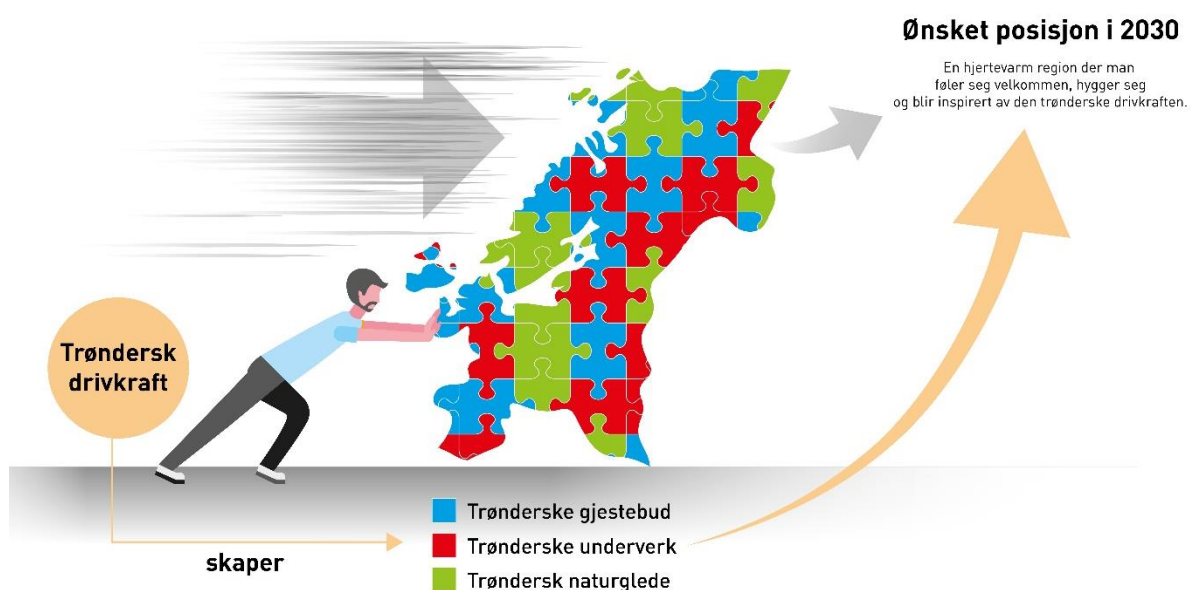 Ønsket posisjon i 2030
En hjertevarm region der man
føler seg velkommen, hygger seg
og blir inspirert av den trønderske drivkraften.
Trøndersk
drivkraft
skaper
Trønderske gjestebud
Trønderske underverk
Trøndersk naturglede